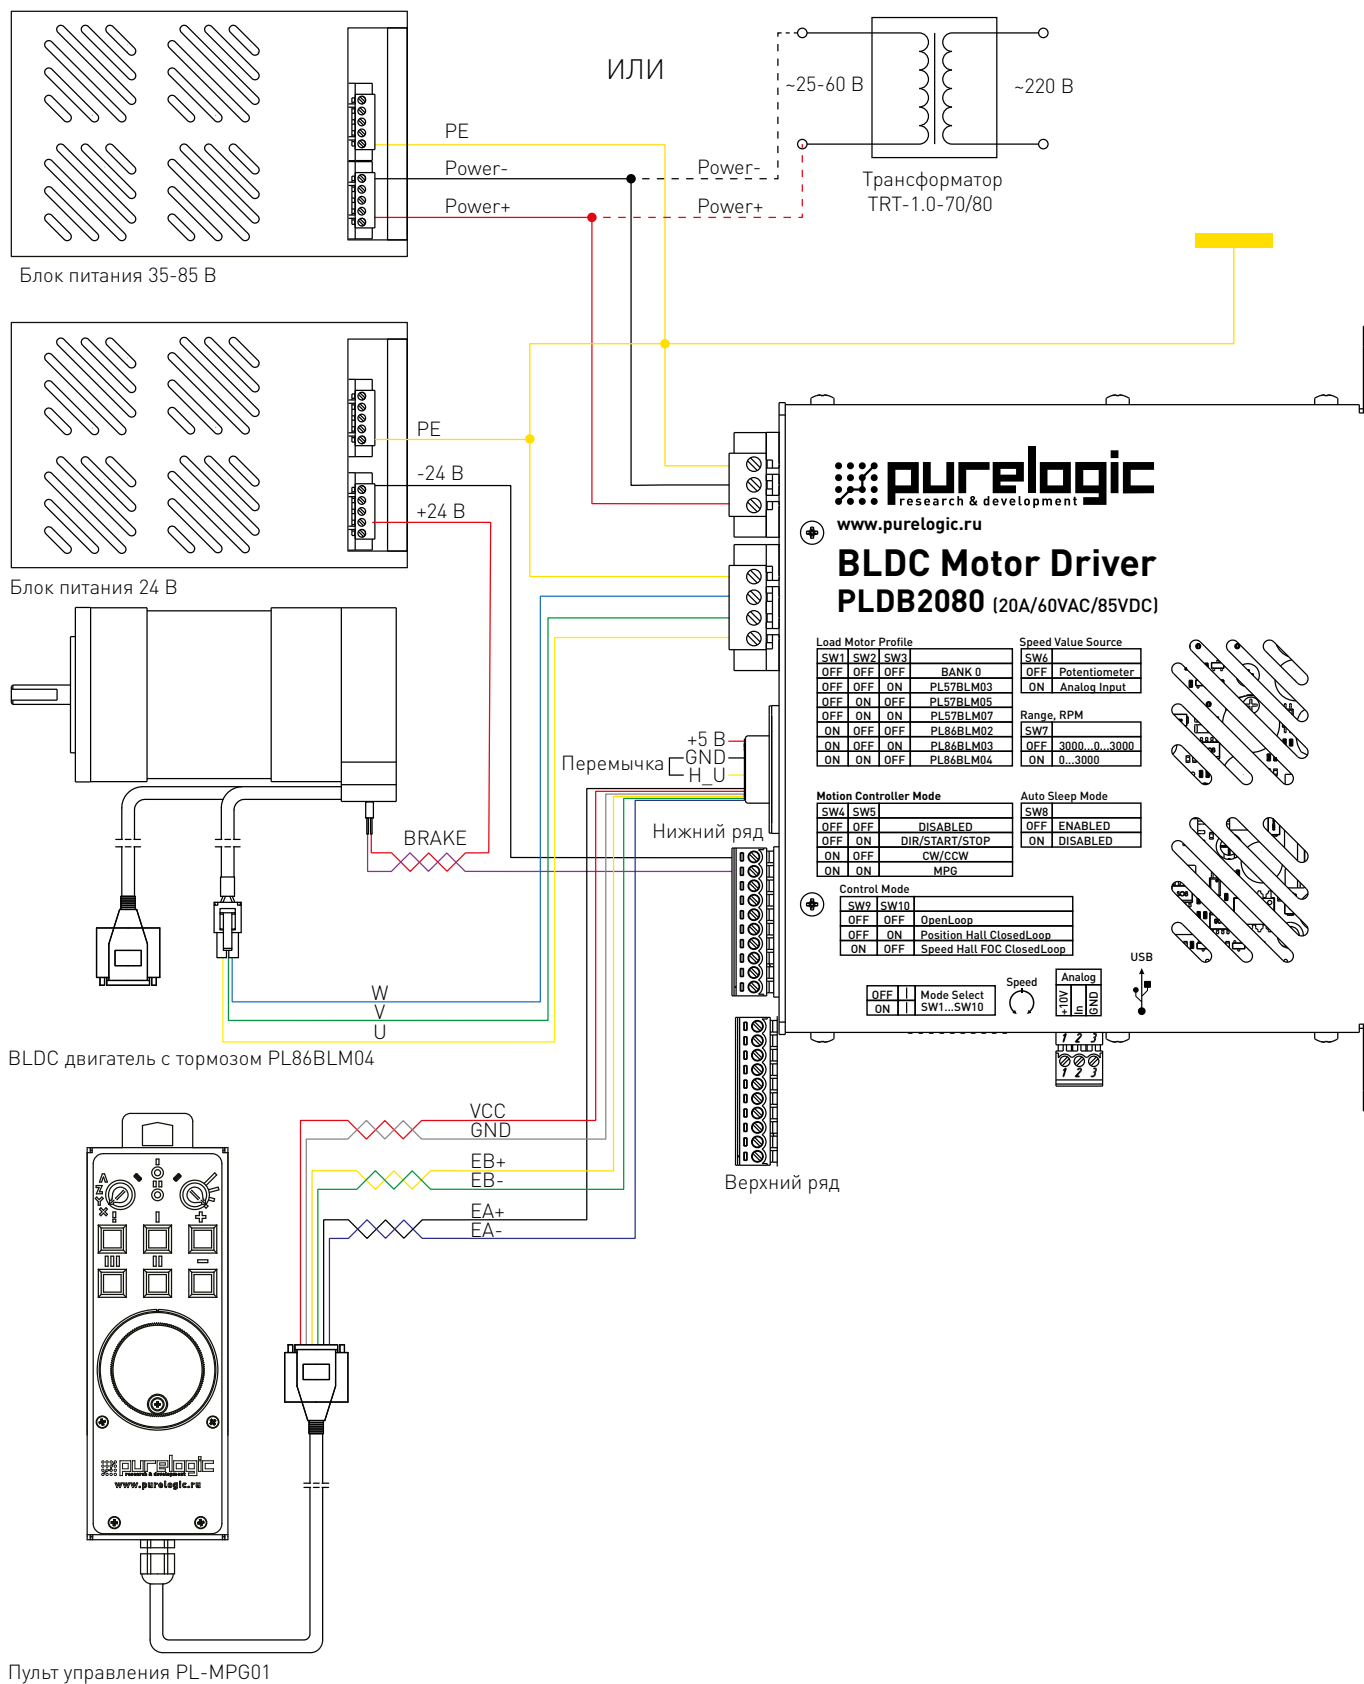 ИЛИ
~25-60 В
~220 В
Трансформатор
TRT-1.0-70/80
PE
Power-
Power+
Power-
Power+
Блок питания 35-85 В
PE
-24 В
+24 В
Блок питания 24 В
purelogic
research & development
www.purelogic.ru
BLDC Motor Driver
PLDB2080 (20A/60VAC/85VDC)
Load Motor Profile
SW1 SW2 SW3
OFF OFF OFF BANK 0
OFF OFF ON PL57BLM03
OFF ON OFF PL57BLM05
OFF ON ON PL57BLM07
ON OFF OFF PL86BLM02
ON OFF ON PL86BLM03
ON ON OFF PL86BLM04
Speed Value Source
SW6
OFF Potentiometer
ON Analog Input
Range, RPM
SW7
OFF 3000...0...3000
ON 0...3000
Motion Controller Mode
SW4 SW5
OFF OFF DISABLED
OFF ON DIR/START/STOP
ON OFF CW/CCW
ON ON MPG
Auto Sleep Mode
SW8
OFF ENABLED
ON DISABLED
Control Mode
SW9 SW10
OFF OFF OpenLoop
OFF ON Position Hall ClosedLoop
ON OFF Speed Hall FOC ClosedLoop
OFF | Mode Select
ON | SW1...SW10
Speed
Analog
+10V
In
GND
USB
1 2 3
1 2 3
+5 В
GND
H_U
Перемычка
Нижний ряд
Верхний ряд
BRAKE
W
V
U
BLDC двигатель с тормозом PL86BLM04
VCC
GND
EB+
EB-
EA+
EA-
A
Z
Y
X
I
II
I
+
III
II
-
purelogic
research & development
www.purelogic.ru
Пульт управления PL-MPG01